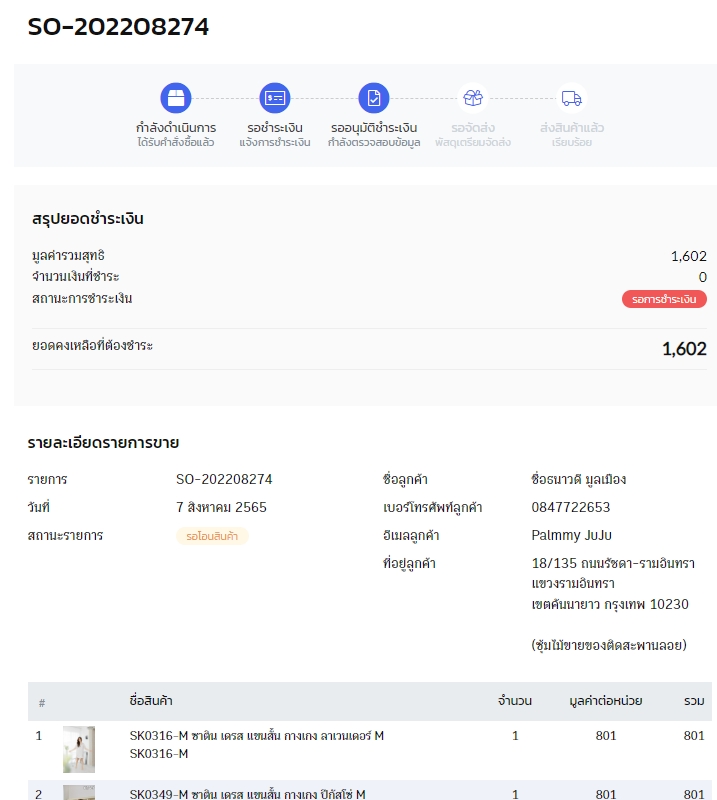 SO-202208274
กำลังดำเนินการ
ได้รับคำสั่งซื้อแล้ว
รอชำระเงิน
แจ้งการชำระเงิน
รออนุมัติชำระเงิน
กำลังตรวจสอบข้อมูล
รอจัดส่ง
พัสดุเตรียมจัดส่ง
ส่งสินค้าแล้ว
เรียบร้อย
สรุปยอดชำระเงิน
มูลค่ารวมสุทธิ 1,602
จำนวนเงินที่ชำระ 0
สถานะการชำระเงิน รอการชำระเงิน
ยอดคงเหลือที่ต้องชำระ 1,602
รายละเอียดรายการขาย
รายการ SO-202208274
วันที่ 7 สิงหาคม 2565
สถานะรายการ รอโอนสินค้า
ชื่อลูกค้า ชื่อธนาวดี มูลเมือง
เบอร์โทรศัพท์ลูกค้า 0847722653
อีเมลลูกค้า Palmmy JuJu
ที่อยู่ลูกค้า 18/135 ถนนรัชดา-รามอินทรา
แขวงรามอินทรา
เขตคันนายาว กรุงเทพ 10230
(ซุ้มไม้ขายของติดสะพานลอย)
# ชื่อสินค้า จำนวน มูลค่าต่อหน่วย รวม
1 SK0316-M ซาติน เดรส แขนสั้น กางเกง ลาเวนเดอร์ M 1 801 801
SK0316-M
2 SK0349-M ซาติน เดรส แขนสั้น กางเกง ปิกัสโซ่ M 1 801 801